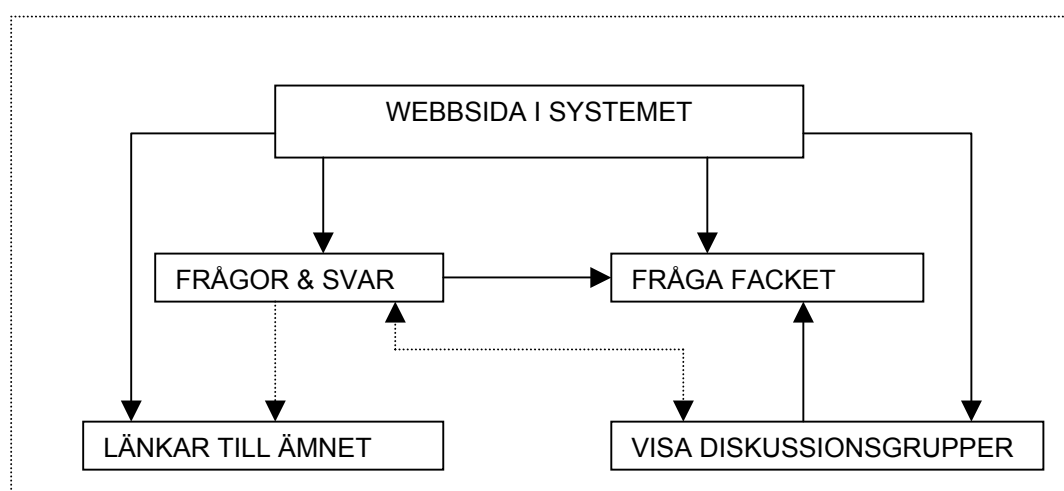 WEBBSIDA I SYSTEMET
FRÅGOR & SVAR
FRÅGA FACKET
LÄNKAR TILL ÄMNET
VISA DISKUSSIONSGRUPPER